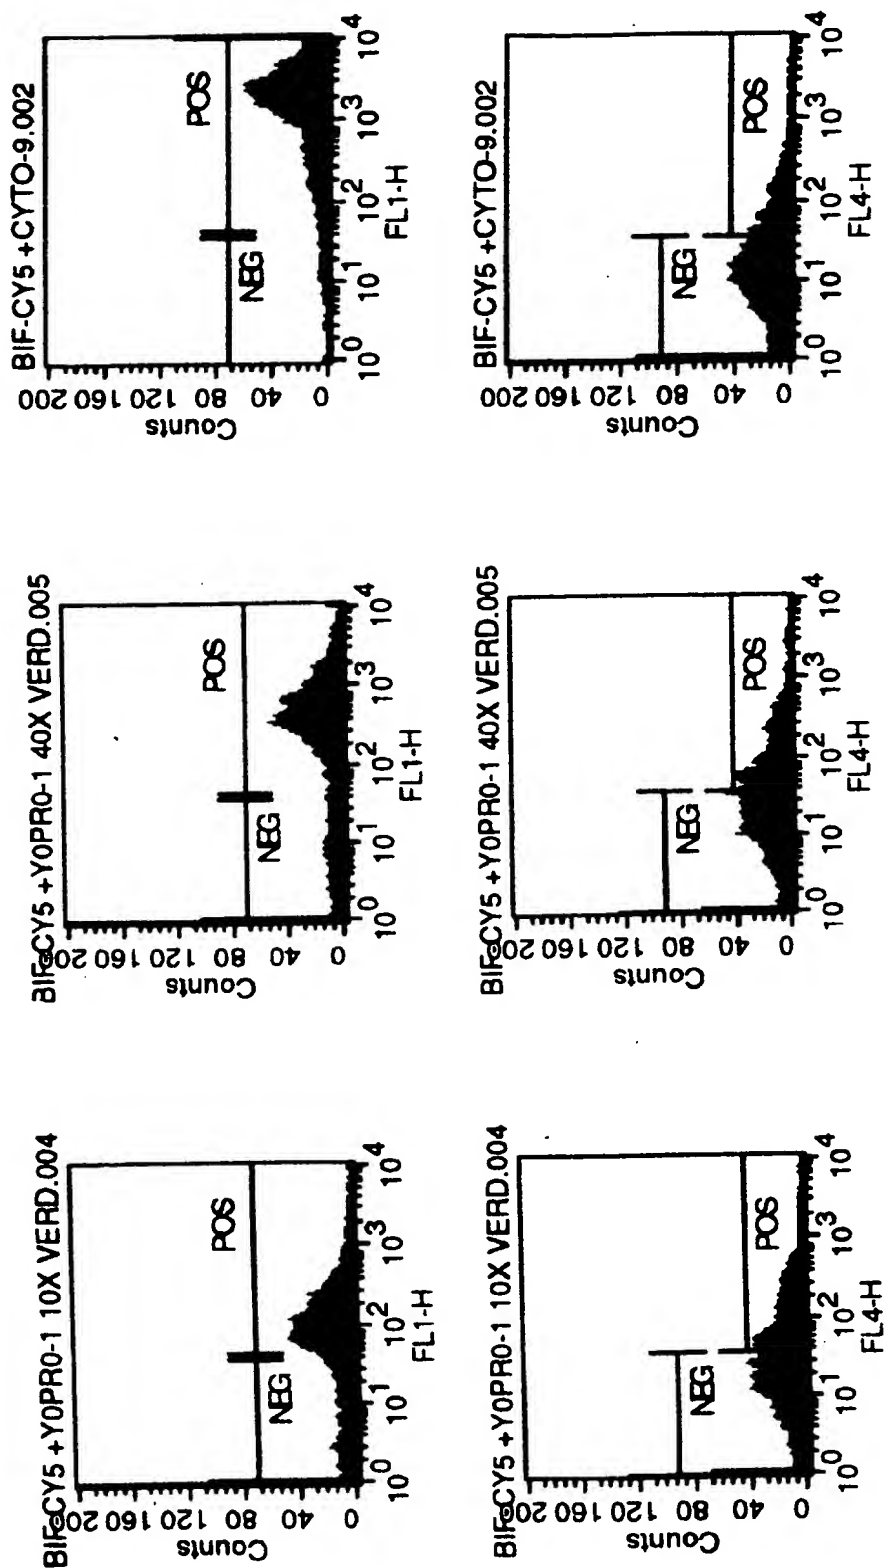 BIF-CY5 +Y0PR0-1 10X VERD.004
Counts
200
160
120
80
40
0
NEG
POS
10^0 10^1 10^2 10^3 10^4
FL1-H
BIF-CY5 +Y0PR0-1 40X VERD.005
Counts
200
160
120
80
40
0
NEG
POS
10^0 10^1 10^2 10^3 10^4
FL1-H
BIF-CY5 +CYTO-9.002
Counts
200
160
120
80
40
0
NEG
POS
10^0 10^1 10^2 10^3 10^4
FL1-H
BIF-CY5 +Y0PR0-1 10X VERD.004
Counts
200
160
120
80
40
0
NEG
POS
10^0 10^1 10^2 10^3 10^4
FL4-H
BIF-CY5 +Y0PR0-1 40X VERD.005
Counts
200
160
120
80
40
0
NEG
POS
10^0 10^1 10^2 10^3 10^4
FL4-H
BIF-CY5 +CYTO-9.002
Counts
200
160
120
80
40
0
NEG
POS
10^0 10^1 10^2 10^3 10^4
FL4-H